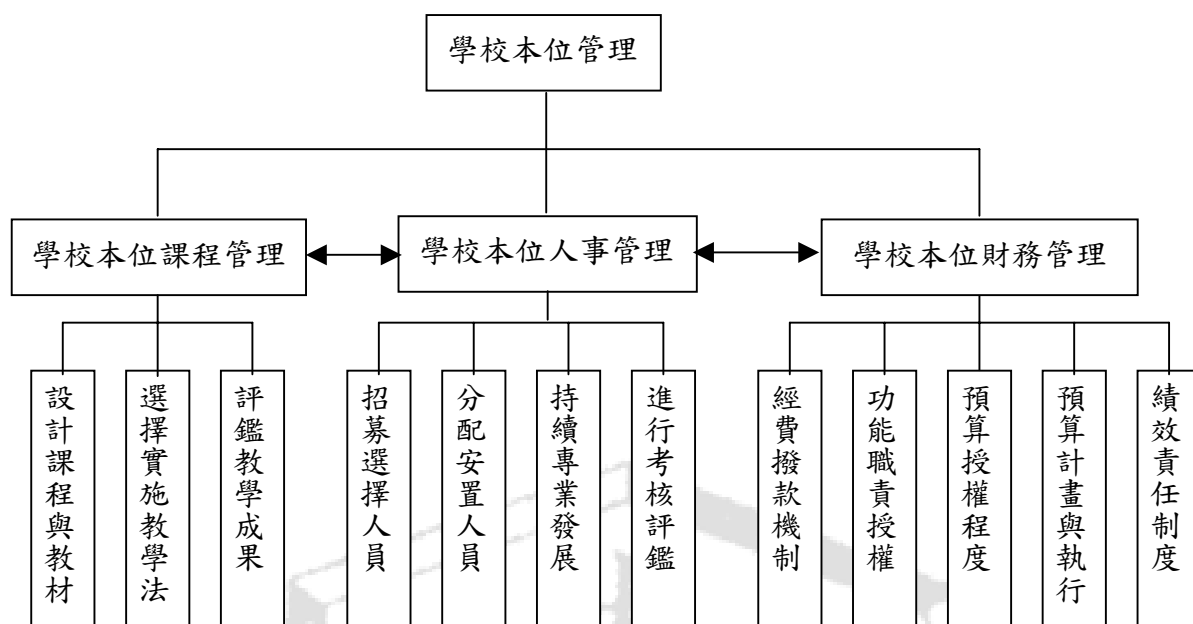 學校本位管理
學校本位課程管理
學校本位人事管理
學校本位財務管理
設計課程與教材
選擇實施教學法
評鑑教學成果
招募選擇人員
分配安置人員
持續專業發展
進行考核評鑑
經費撥款機制
功能職責授權
預算授權程度
預算計畫與執行
績效責任制度